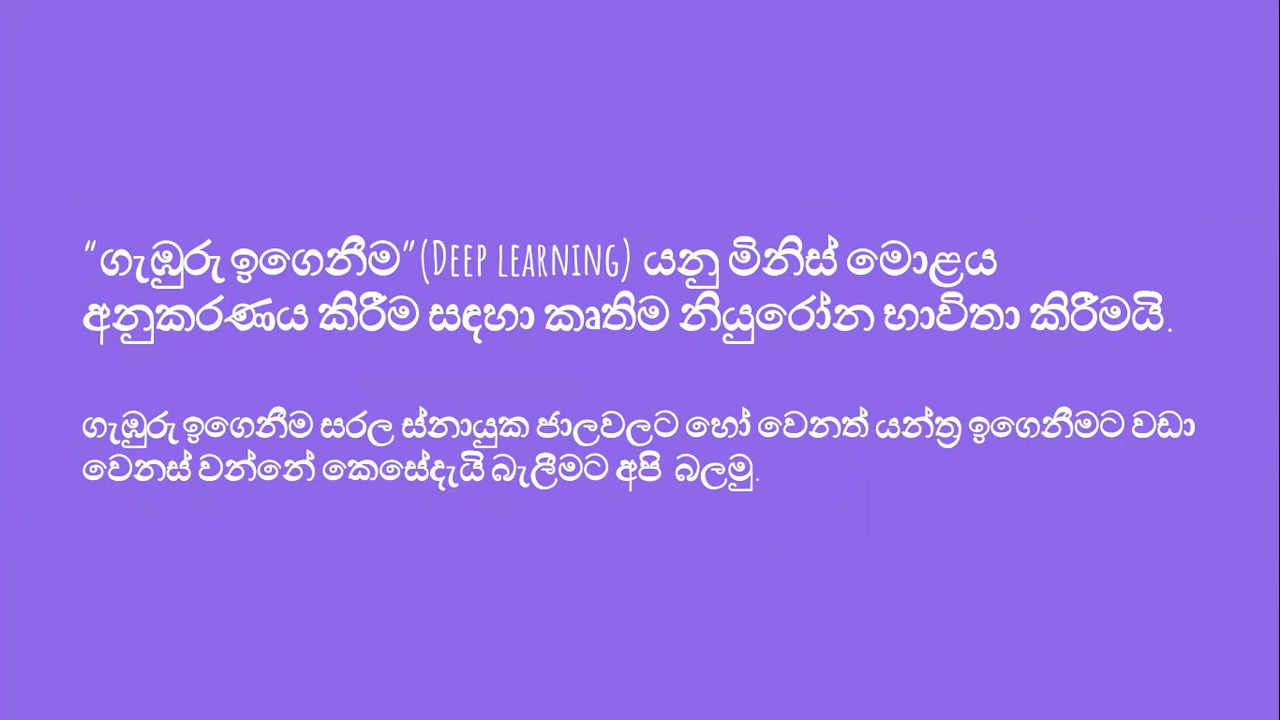 “ගැඹුරු ඉගෙනීම”(Deep learning) යනු මිනිස් මොළය
අනුකරණය කිරීම සඳහා කෘතිම නියුරෝන භාවිතා කිරීමයි.
ගැඹුරු ඉගෙනීම සරල ස්නායුක ජාලවලට හෝ වෙනත් යන්ත්‍ර ඉගෙනීමට වඩා
වෙනස් වන්නේ කෙසේදැයි බැලීමට අපි බලමු.